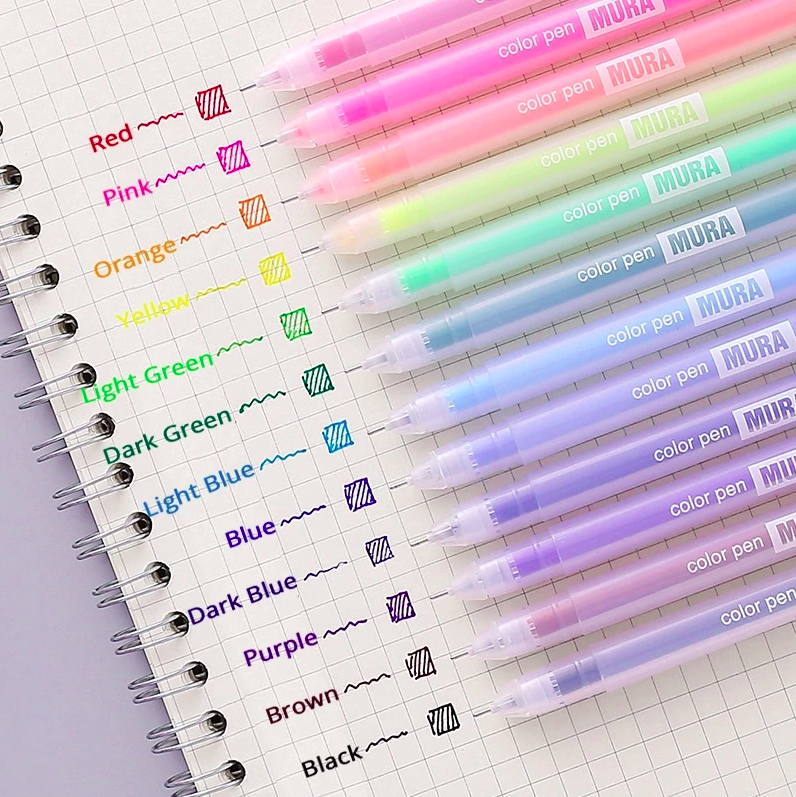 color pen MURA
color pen MURA
color pen MURA
color pen MURA
color pen MURA
color pen MURA
color pen MURA
color pen
color pen
color pen
color pen
Red
Pink
Orange
Yellow
Light Green
Dark Green
Light Blue
Blue
Dark Blue
Purple
Brown
Black